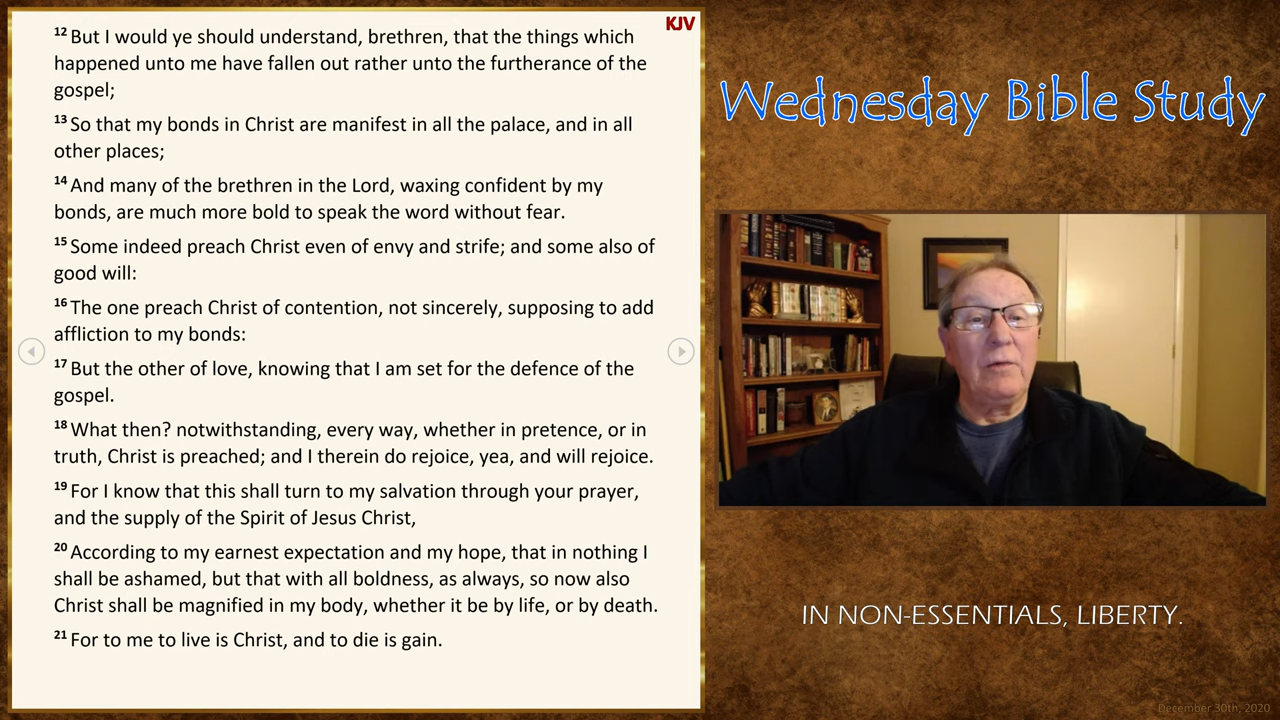 KJV
12 But I would ye should understand, brethren, that the things which
happened unto me have fallen out rather unto the furtherance of the
gospel;
13 So that my bonds in Christ are manifest in all the palace, and in all
other places;
14 And many of the brethren in the Lord, waxing confident by my
bonds, are much more bold to speak the word without fear.
15 Some indeed preach Christ even of envy and strife; and some also of
good will:
16 The one preach Christ of contention, not sincerely, supposing to add
affliction to my bonds:
17 But the other of love, knowing that I am set for the defence of the
gospel.
18 What then? notwithstanding, every way, whether in pretence, or in
truth, Christ is preached; and I therein do rejoice, yea, and will rejoice.
19 For I know that this shall turn to my salvation through your prayer,
and the supply of the Spirit of Jesus Christ,
20 According to my earnest expectation and my hope, that in nothing I
shall be ashamed, but that with all boldness, as always, so now also
Christ shall be magnified in my body, whether it be by life, or by death.
21 For to me to live is Christ, and to die is gain.
Wednesday Bible Study
IN NON-ESSENTIALS, LIBERTY.
December 30th, 2020